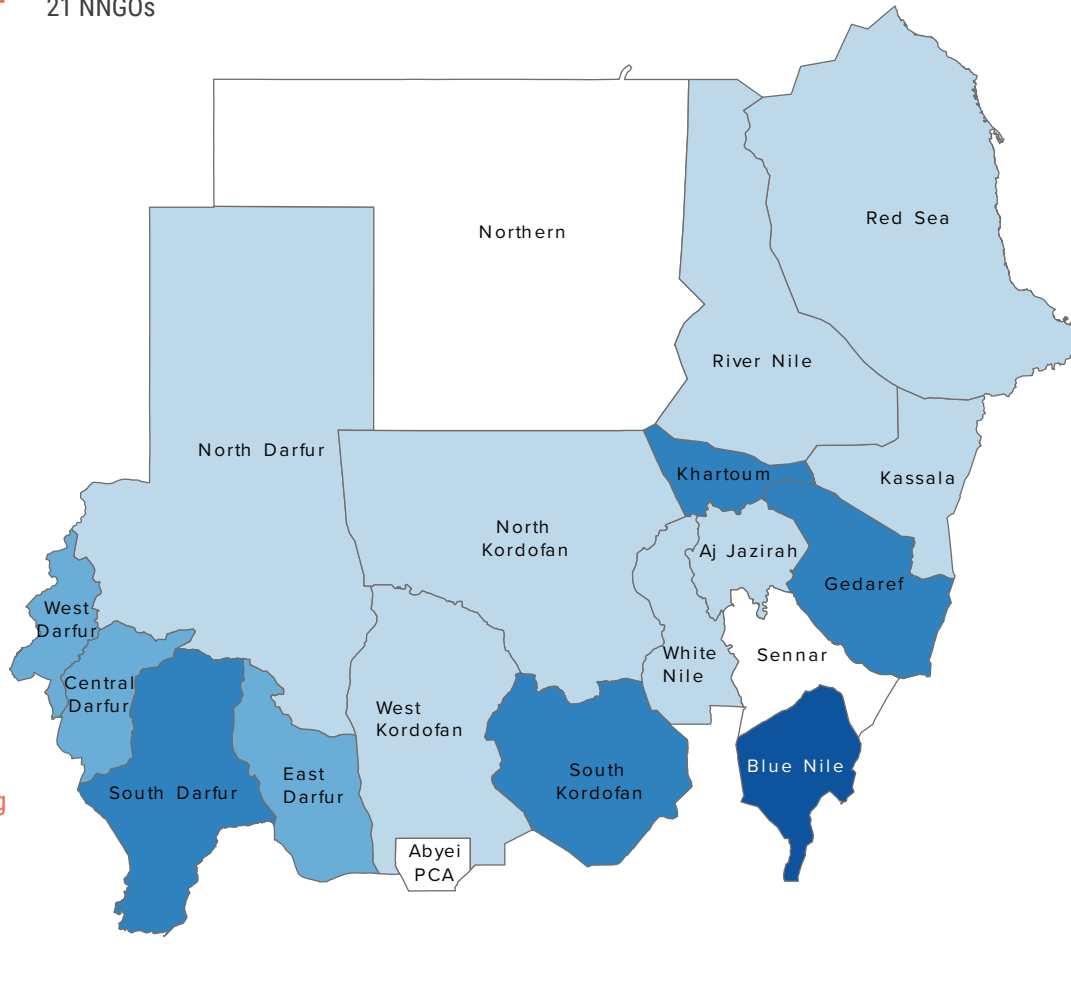 21 NNGOs
Northern
Red Sea
River Nile
North Darfur
Khartoum
Kassala
North
Kordofan
Aj Jazirah
Gedaref
West
Darfur
White
Nile
Sennar
Central
Darfur
West
Kordofan
South
Kordofan
Blue Nile
East
Darfur
South Darfur
g
Abyei
PCA